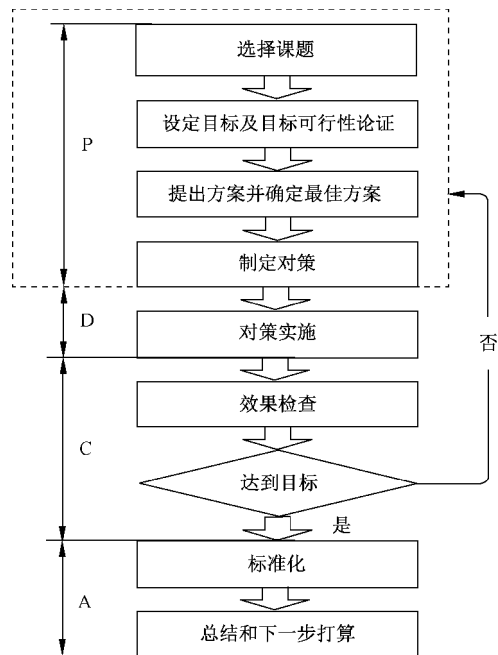 选择课题
设定目标及目标可行性论证
P
提出方案并确定最佳方案
制定对策
D
对策实施
否
效果检查
C
达到目标
是
标准化
A
总结和下一步打算